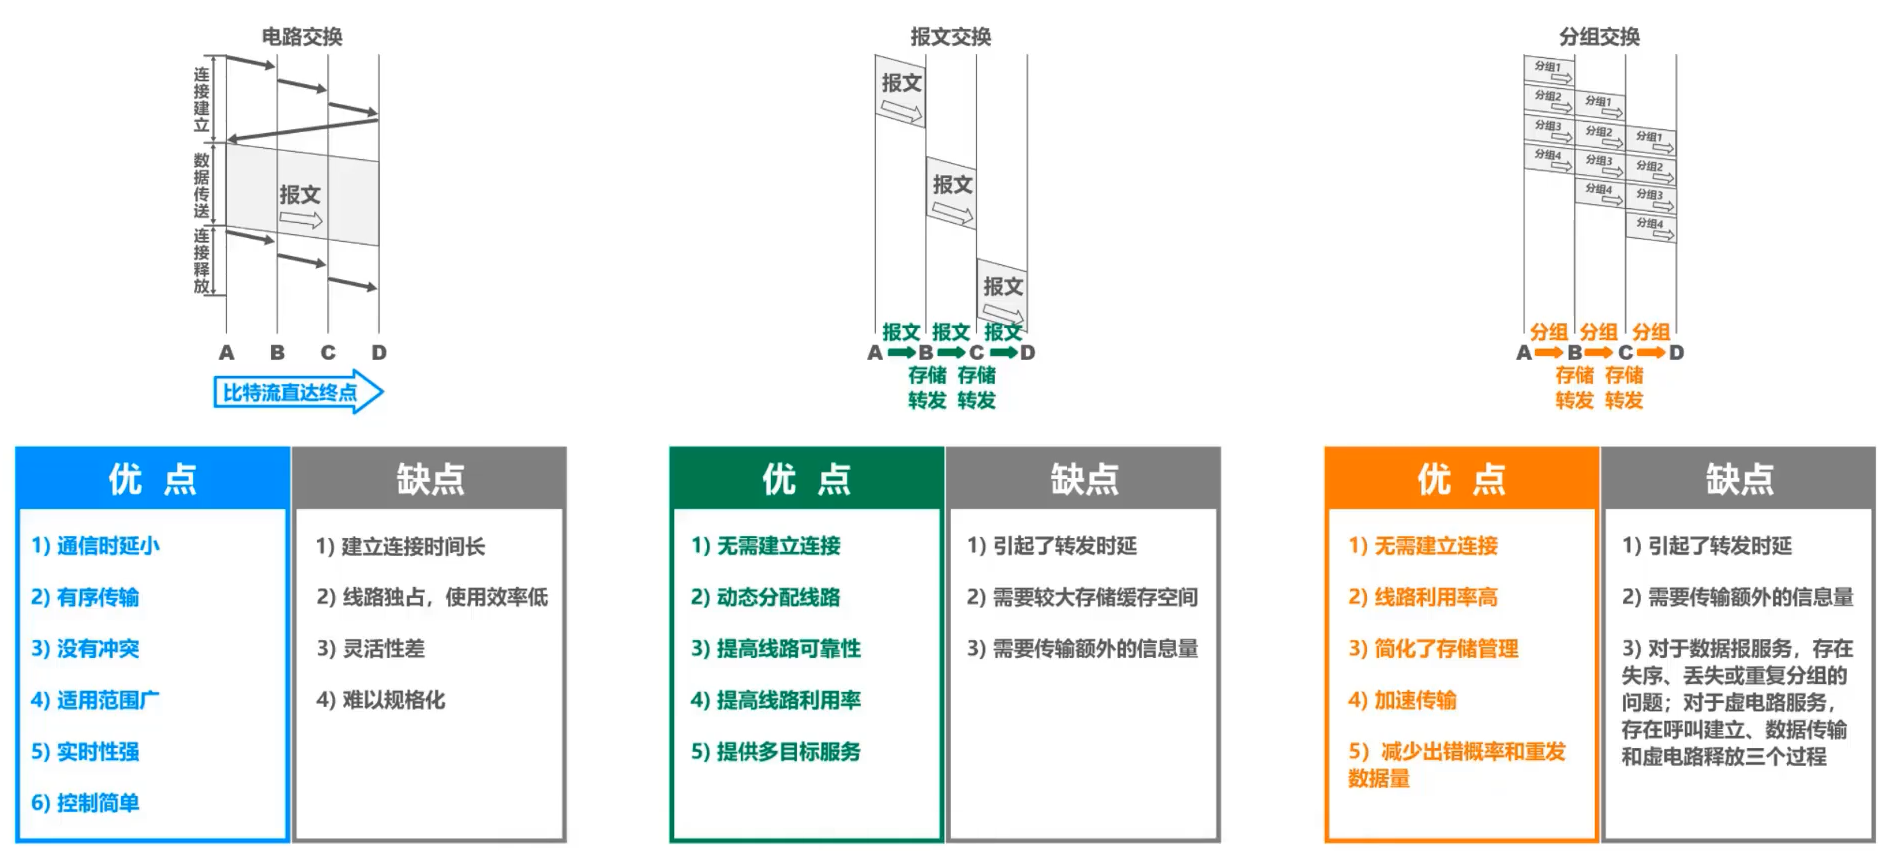 电路交换
连接建立
数据传送
连接释放
报文
A B C D
比特流直达终点
优 点
1) 通信时延小
2) 有序传输
3) 没有冲突
4) 适用范围广
5) 实时性强
6) 控制简单
缺点
1) 建立连接时间长
2) 线路独占，使用效率低
3) 灵活性差
4) 难以规格化
报文交换
报文
报文
报文
报文 报文 报文
A B C D
存储 存储
转发 转发
优 点
1) 无需建立连接
2) 动态分配线路
3) 提高线路可靠性
4) 提高线路利用率
5) 提供多目标服务
缺点
1) 引起了转发时延
2) 需要较大存储缓存空间
3) 需要传输额外的信息量
分组交换
分组1
分组2 分组1
分组3 分组2 分组1
分组4 分组3 分组2
分组4 分组3
分组4
分组 分组 分组
A B C D
存储 存储
转发 转发
优 点
1) 无需建立连接
2) 线路利用率高
3) 简化了存储管理
4) 加速传输
5) 减少出错概率和重发
数据量
缺点
1) 引起了转发时延
2) 需要传输额外的信息量
3) 对于数据报服务，存在
失序、丢失或重复分组的
问题；对于虚电路服务，
存在呼叫建立、数据传输
和虚电路释放三个过程